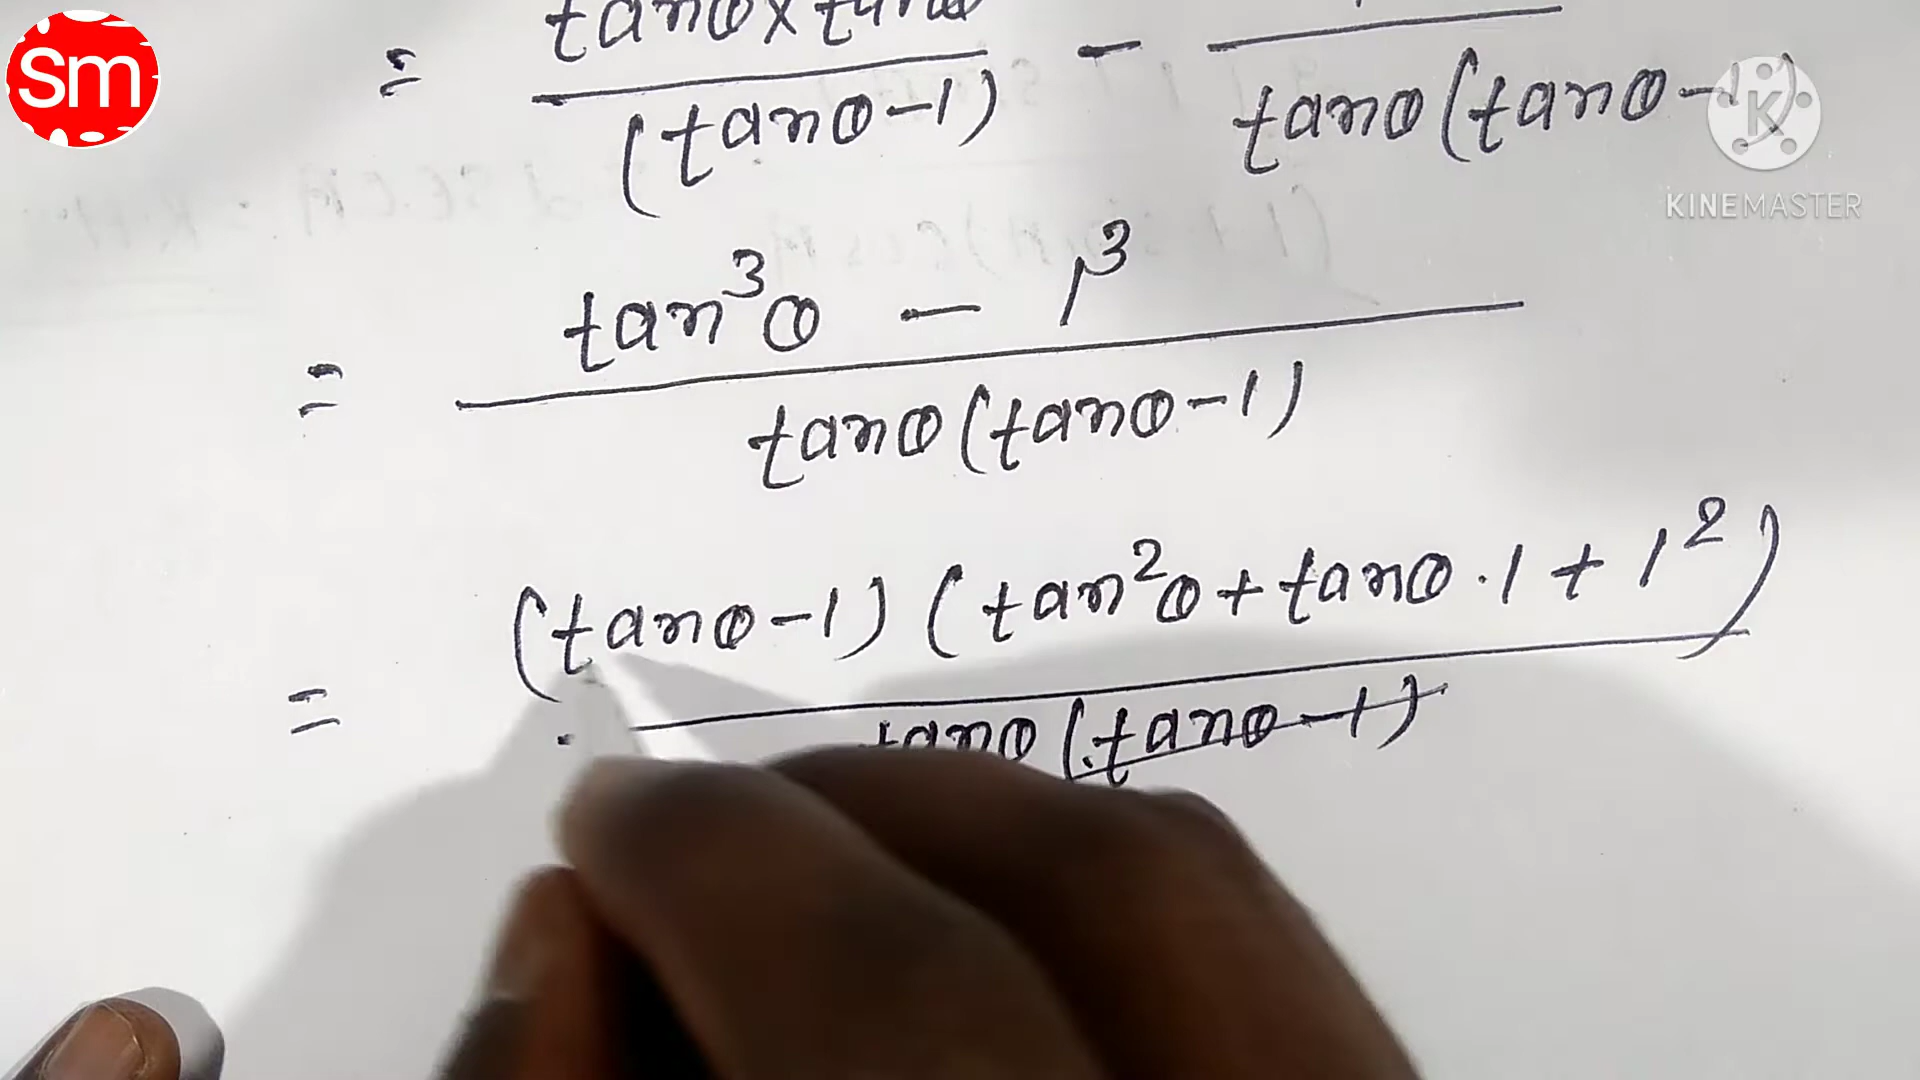 Sm
= tanθ×tanθ / (tanθ-1) - / tanθ(tanθ-1)
KINEMASTER
= tan³θ - 1³ / tanθ(tanθ-1)
= (tanθ-1)(tan²θ+tanθ.1+1²) / tanθ(tanθ-1)